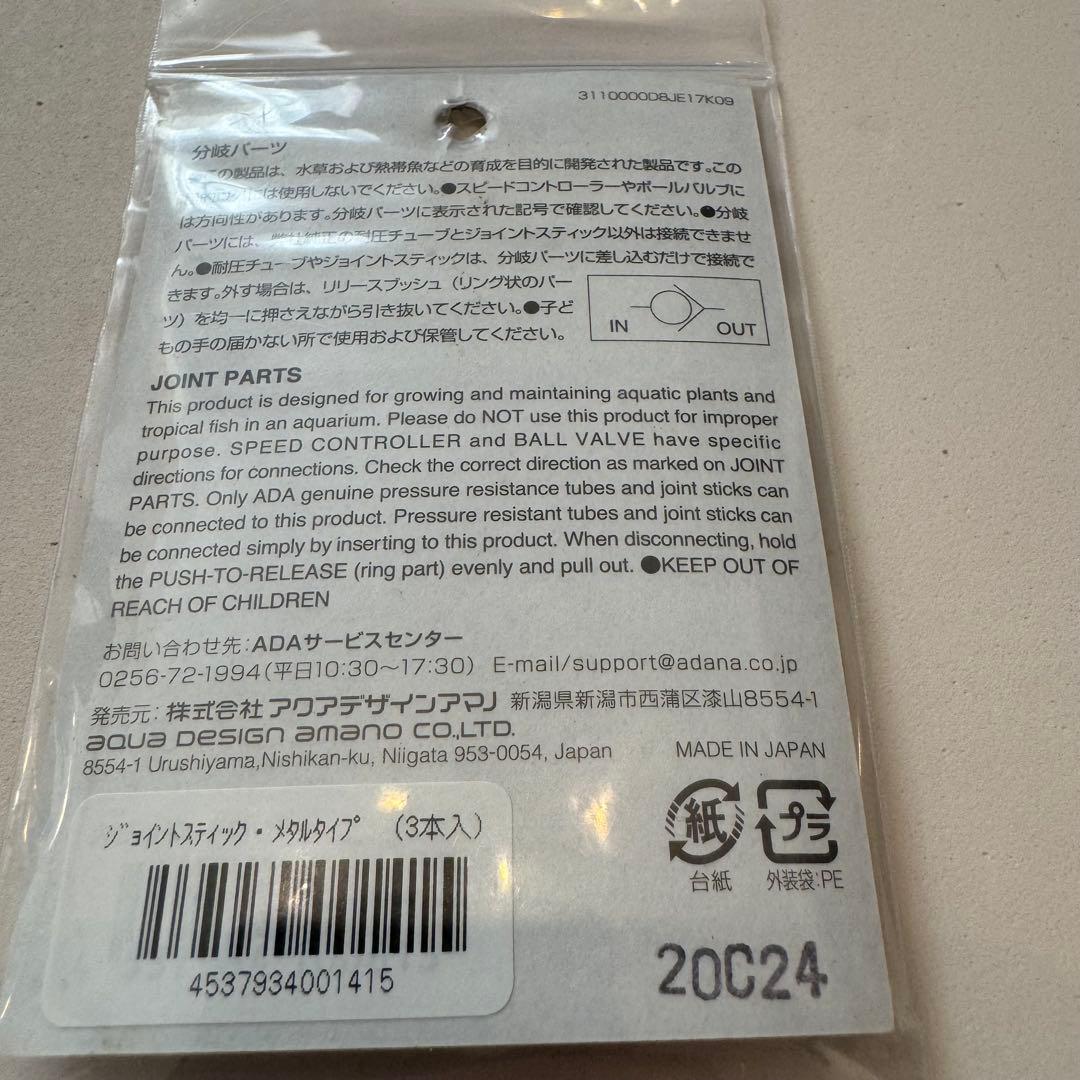 3110000D8JE17K09
分岐パーツ
この製品は、水草および熱帯魚などの育成を目的に開発された製品です。この
には使用しないでください。●スピードコントローラーやボールバルブに
は方向性があります。分岐パーツに表示された記号で確認してください。●分岐
パーツには、弊社純正の耐圧チューブとジョイントスティック以外は接続できませ
ん。●耐圧チューブやジョイントスティックは、分岐パーツに差し込むだけで接続で
きます。外す場合は、リリースブッシュ（リング状のパー
ツ）を均一に押さえながら引き抜いてください。●子ど
もの手の届かない所で使用および保管してください。
IN OUT
JOINT PARTS
This product is designed for growing and maintaining aquatic plants and
tropical fish in an aquarium. Please do NOT use this product for improper
purpose. SPEED CONTROLLER and BALL VALVE have specific
directions for connections. Check the correct direction as marked on JOINT
PARTS. Only ADA genuine pressure resistance tubes and joint sticks can
be connected to this product. Pressure resistant tubes and joint sticks can
be connected simply by inserting to this product. When disconnecting, hold
the PUSH-TO-RELEASE (ring part) evenly and pull out. ●KEEP OUT OF
REACH OF CHILDREN
お問い合わせ先：ADAサービスセンター
0256-72-1994（平日10：30～17：30） E-mail/support@adana.co.jp
発売元：株式会社 アクアデザインアマノ 新潟県新潟市西蒲区漆山8554-1
aqua design amano co.,ltd.
8554-1 Urushiyama,Nishikan-ku, Niigata 953-0054, Japan MADE IN JAPAN
ｼﾞｮｲﾝﾄｽﾃｨｯｸ・ﾒﾀﾙﾀｲﾌﾟ （3本入）
4537934001415
紙 プラ
台紙 外装袋：PE
20C24